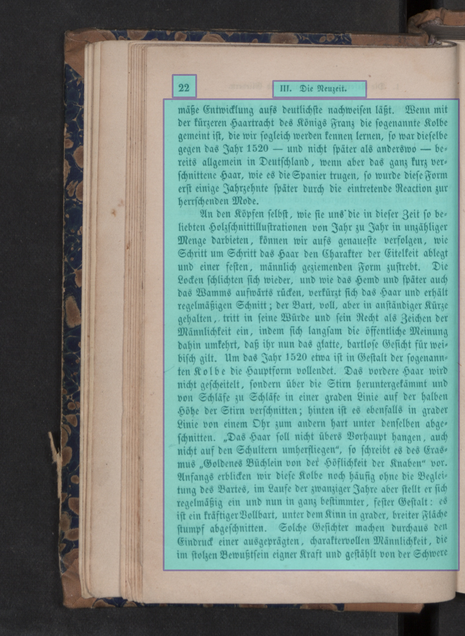 22
III. Die Neuzeit.
mäße Entwicklung aufs deutlichste nachweisen läßt. Wenn mit
der kürzeren Haartracht des Königs Franz die sogenannte Kolbe
gemeint ist, die wir sogleich werden kennen lernen, so war dieselbe
gegen das Jahr 1520 — und nicht später als anderswo — be-
reits allgemein in Deutschland, wenn aber das ganz kurz ver-
schnittene Haar, wie es die Spanier trugen, so wurde diese Form
erst einige Jahrzehnte später durch die eintretende Reaction zur
herrschenden Mode.
An den Köpfen selbst, wie sie uns die in dieser Zeit so be-
liebten Holzschnittillustrationen von Jahr zu Jahr in unzähliger
Menge darbieten, können wir aufs genaueste verfolgen, wie
Schritt um Schritt das Haar den Charakter der Eitelkeit ablegt
und einer festen, männlich geziemenden Form zustrebt. Die
Locken schlichten sich wieder, und wie das Hemd und später auch
das Wamms aufwärts rücken, verkürzt sich das Haar und erhält
regelmäßigen Schnitt; der Bart, voll, aber in anständiger Kürze
gehalten, tritt in seine Würde und sein Recht als Zeichen der
Männlichkeit ein, indem sich langsam die öffentliche Meinung
dahin umkehrt, daß ihr nun das glatte, bartlose Gesicht für wei-
bisch gilt. Um das Jahr 1520 etwa ist in Gestalt der sogenann-
ten Kolbe die Hauptform vollendet. Das vordere Haar wird
nicht gescheitelt, sondern über die Stirn heruntergekämmt und
von Schläfe zu Schläfe in einer graden Linie auf der halben
Höhe der Stirn verschnitten; hinten ist es ebenfalls in grader
Linie von einem Ohr zum andern hart unter denselben abge-
schnitten. „Das Haar soll nicht übers Vorhaupt hangen, auch
nicht auf den Schultern umherfliegen“, so schreibt es des Eras-
mus „Goldenes Büchlein von der Höflichkeit der Knaben“ vor.
Anfangs erblicken wir diese Kolbe noch häufig ohne die Beglei-
tung des Bartes, im Laufe der zwanziger Jahre aber stellt er sich
regelmäßig ein und nun in ganz bestimmter, fester Gestalt: es
ist ein kräftiger Vollbart, unter dem Kinn in grader, breiter Fläche
stumpf abgeschnitten. Solche Gesichter machen durchaus den
Eindruck einer ausgeprägten, charaktervollen Männlichkeit, die
im stolzen Bewußtsein eigner Kraft und gestählt von der Schwere